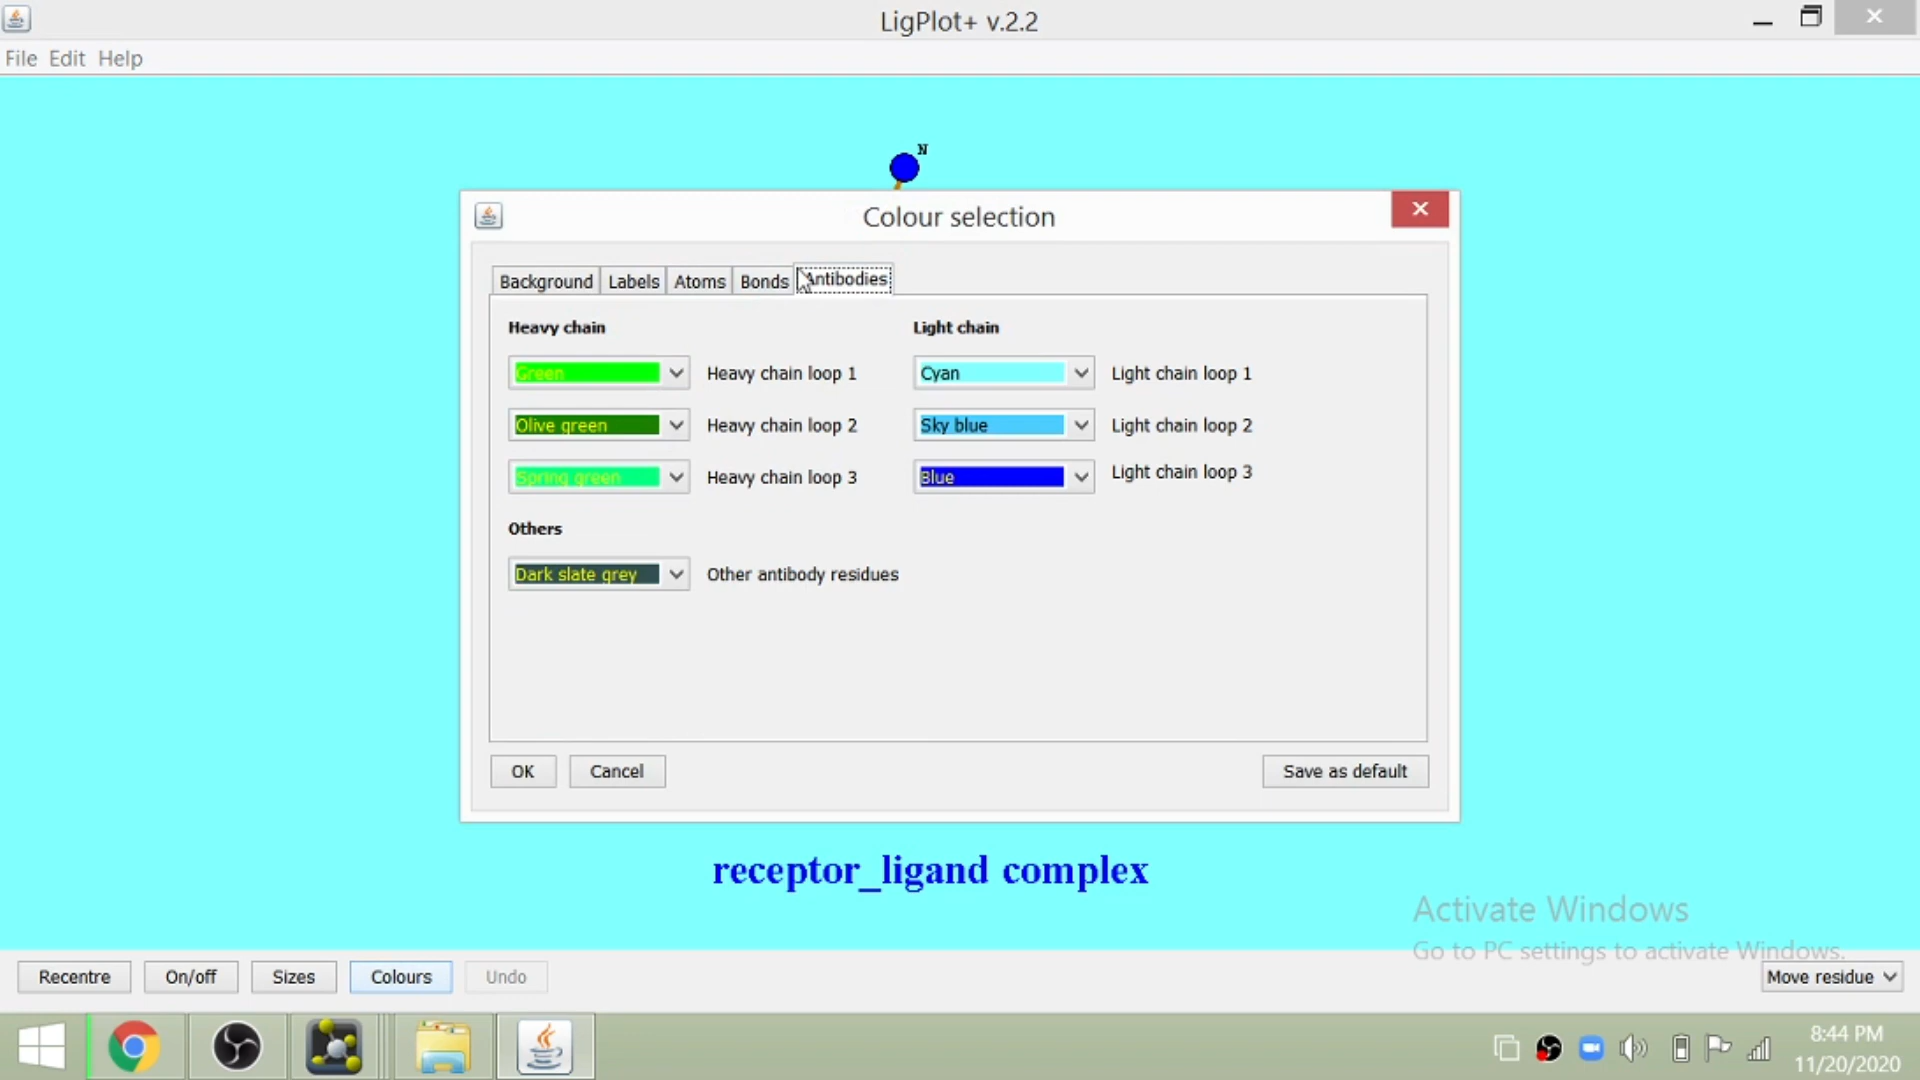 LigPlot+ v.2.2
File Edit Help
N
Colour selection
Background Labels Atoms Bonds Antibodies
Heavy chain Light chain
Green Heavy chain loop 1 Cyan Light chain loop 1
Olive green Heavy chain loop 2 Sky blue Light chain loop 2
Spring green Heavy chain loop 3 Blue Light chain loop 3
Others
Dark slate grey Other antibody residues
OK Cancel Save as default
receptor_ligand complex
Activate Windows
Go to PC settings to activate Windows.
Recentre On/off Sizes Colours Undo Move residue
8:44 PM
11/20/2020